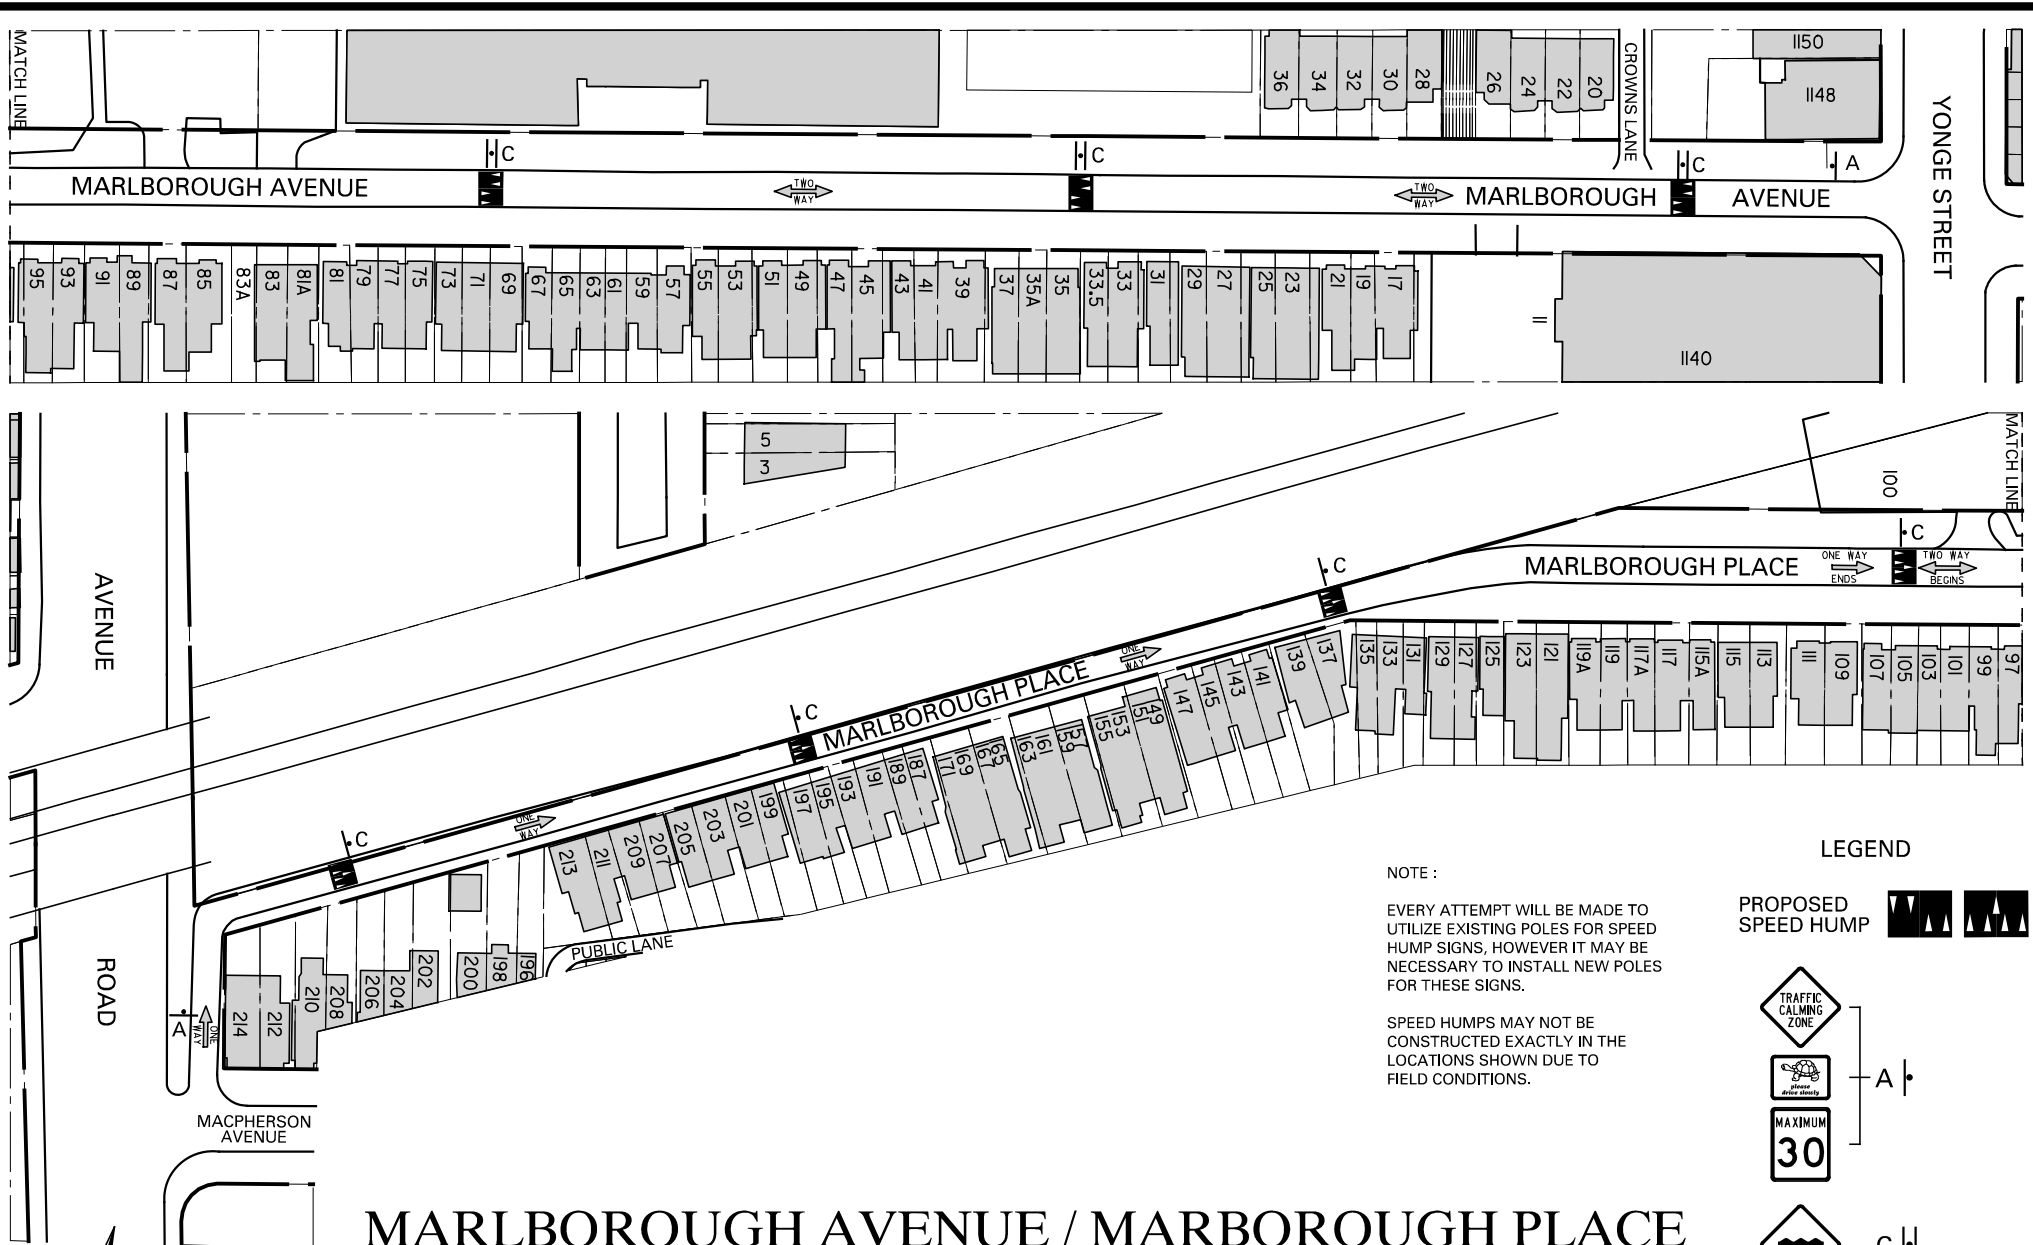 MATCH LINE
36
34
32
30
28
26
24
22
20
CROWNS LANE
1150
1148
YONGE STREET
C
C
C
A
MARLBOROUGH AVENUE
TWO
WAY
TWO
WAY
MARLBOROUGH
AVENUE
95
93
91
89
87
85
83A
83
81A
81
79
77
75
73
71
69
67
65
63
61
59
57
55
53
51
49
47
45
43
41
39
37
35A
35
33.5
33
31
29
27
25
23
21
19
17
11
1140
5
3
100
MATCH LINE
C
C
MARLBOROUGH PLACE
ONE WAY
ENDS
TWO WAY
BEGINS
AVENUE
ROAD
MARLBOROUGH PLACE
ONE
WAY
C
C
ONE
WAY
135
133
131
129
127
125
123
121
119A
119
117A
117
115A
115
113
111
109
107
105
103
101
99
97
137
139
141
143
145
147
149
151
153
155
157
159
161
163
165
167
169
171
187
189
191
193
195
197
199
201
203
205
207
209
211
213
PUBLIC LANE
196
198
200
202
204
206
208
210
212
214
A
ONE
WAY
MACPHERSON
AVENUE
NOTE :
EVERY ATTEMPT WILL BE MADE TO
UTILIZE EXISTING POLES FOR SPEED
HUMP SIGNS, HOWEVER IT MAY BE
NECESSARY TO INSTALL NEW POLES
FOR THESE SIGNS.
SPEED HUMPS MAY NOT BE
CONSTRUCTED EXACTLY IN THE
LOCATIONS SHOWN DUE TO
FIELD CONDITIONS.
LEGEND
PROPOSED
SPEED HUMP
TRAFFIC
CALMING
ZONE
please
drive slowly
A
MAXIMUM
30
C
MARLBOROUGH AVENUE / MARBOROUGH PLACE